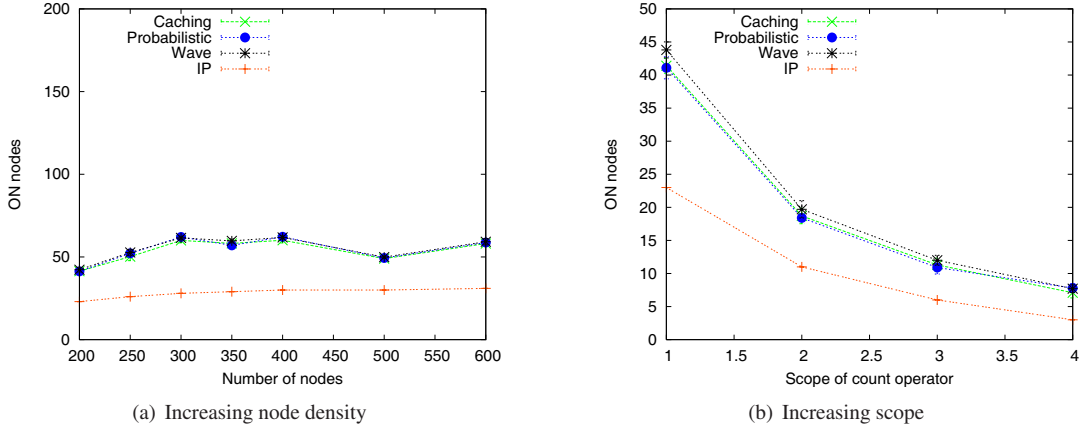 Caching
Probabilistic
Wave
IP
ON nodes
200
150
100
50
0
200 250 300 350 400 450 500 550 600
Number of nodes
(a) Increasing node density
Caching
Probabilistic
Wave
IP
ON nodes
50
45
40
35
30
25
20
15
10
5
0
1 1.5 2 2.5 3 3.5 4
Scope of count operator
(b) Increasing scope